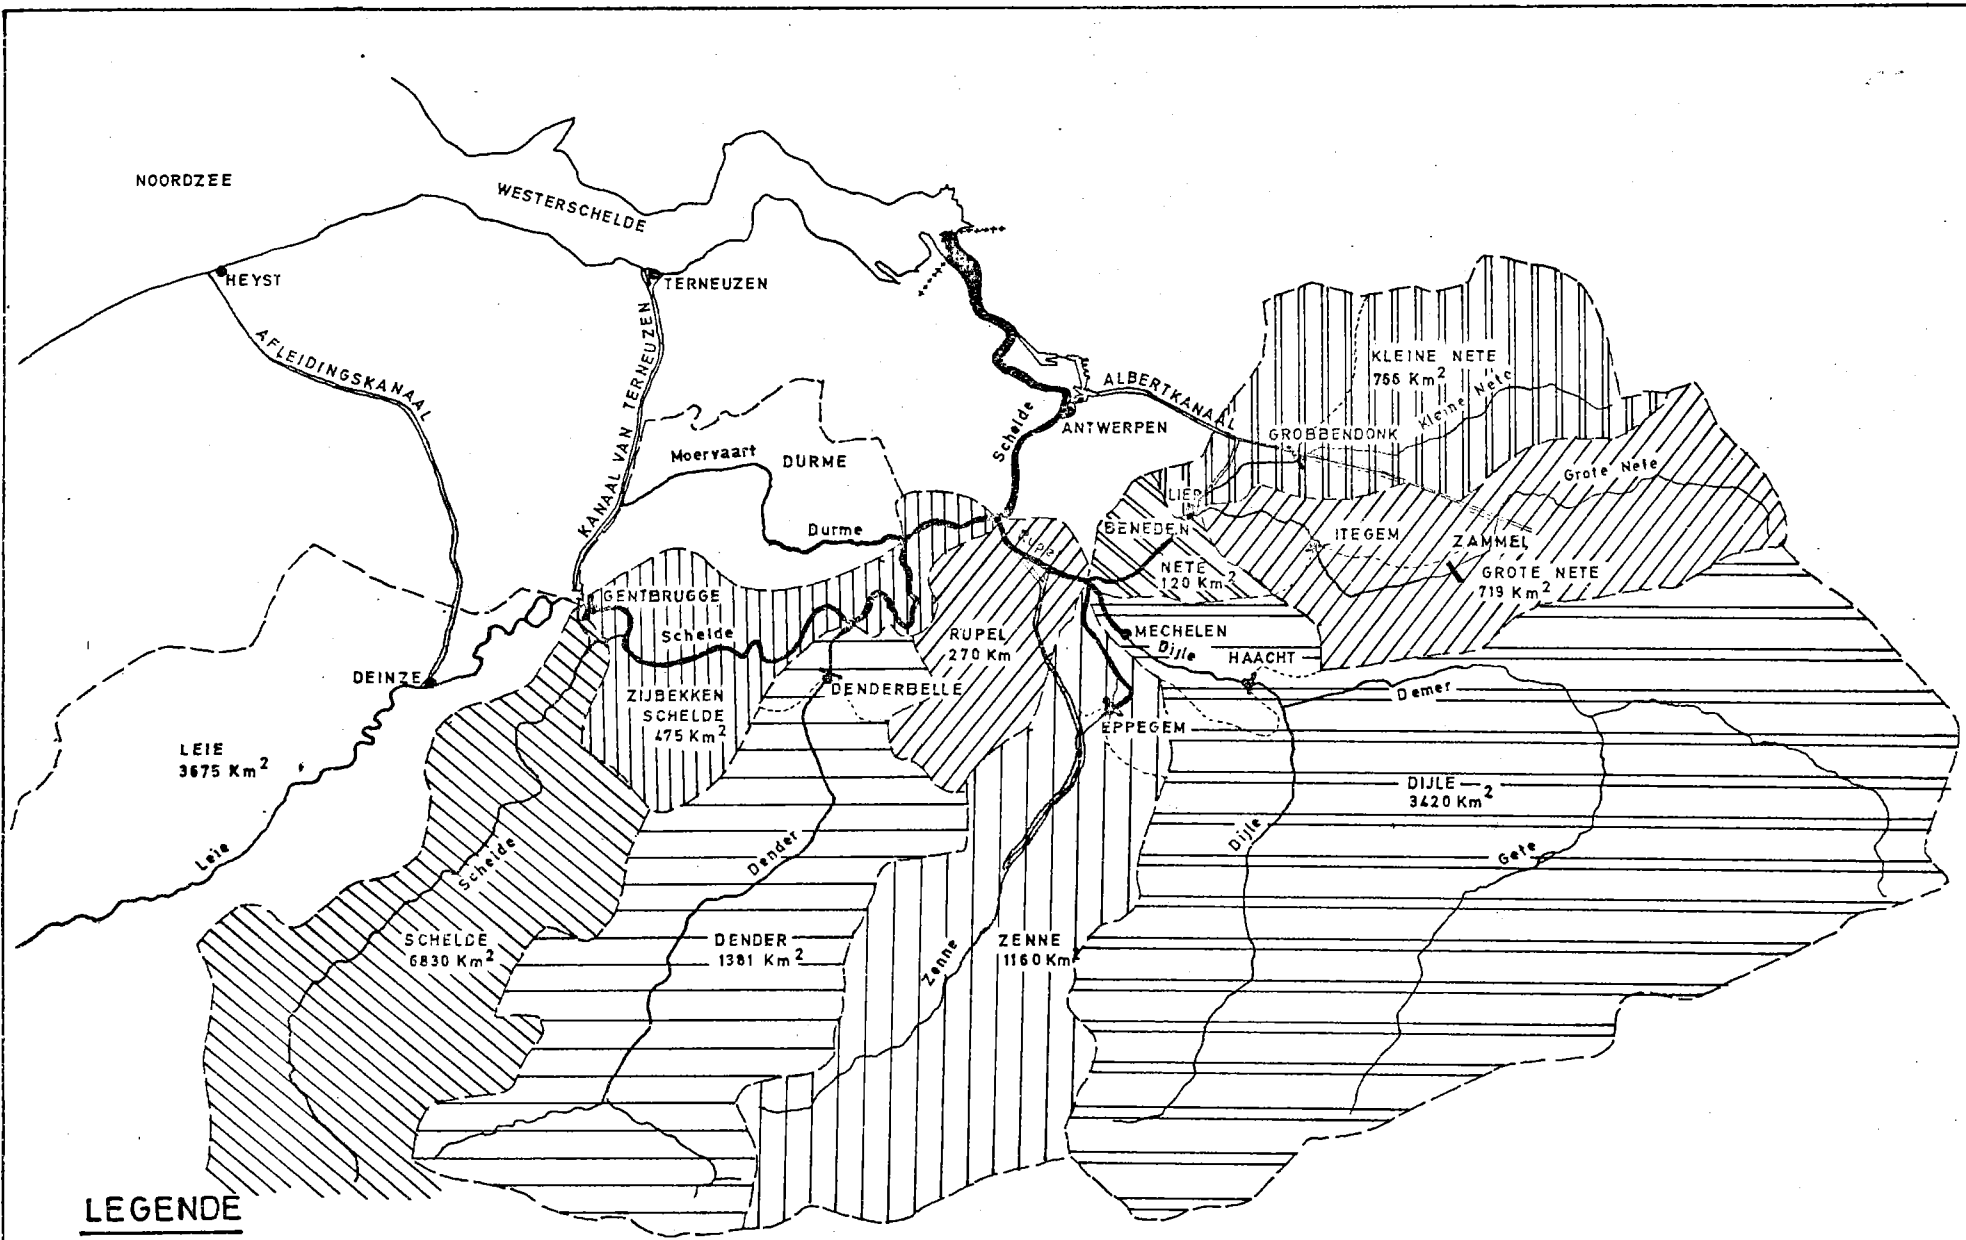 NOORDZEE
WESTERSCHELDE
HEYST
TERNEUZEN
AFLEIDINGSKANAAL
KANAAL VAN TERNEUZEN
KLEINE NETE
Kleine Nete
ALBERTKANAAL
Schelde
ANTWERPEN
GROBBENDONK
Moervaart
DURME
Grote Nete
LIER
Durme
BENEDEN
NETE
120 Km²
Rupel
ITEGEM
ZAMMEL
GROTE NETE
719 Km²
GENTBRUGGE
Schelde
RUPEL
270 Km
MECHELEN
Dijle
HAACHT
DEINZE
DENDERBELLE
Demer
ZIJBEKKEN
SCHELDE
475 Km²
EPPEGEM
LEIE
3675 Km²
DIJLE
3420 Km²
Leie
Schelde
Dender
Dijle
Gete
SCHELDE
6830 Km²
DENDER
1381 Km²
Zenne
ZENNE
1160 Km²
LEGENDE